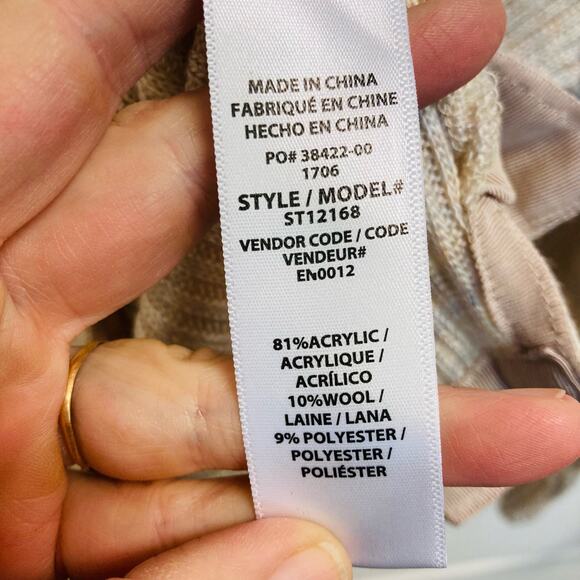 MADE IN CHINA
FABRIQUÉ EN CHINE
HECHO EN CHINA
PO# 38422-00
1706
STYLE / MODEL#
ST12168
VENDOR CODE / CODE
VENDEUR#
EN0012
81%ACRYLIC /
ACRYLIQUE /
ACRÍLICO
10%WOOL /
LAINE / LANA
9% POLYESTER /
POLYESTER /
POLIÉSTER